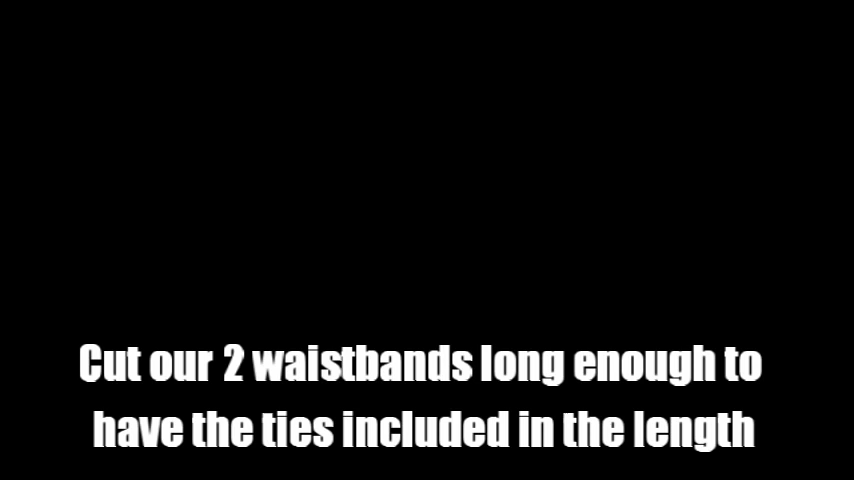 Cut our 2 waistbands long enough to
have the ties included in the length